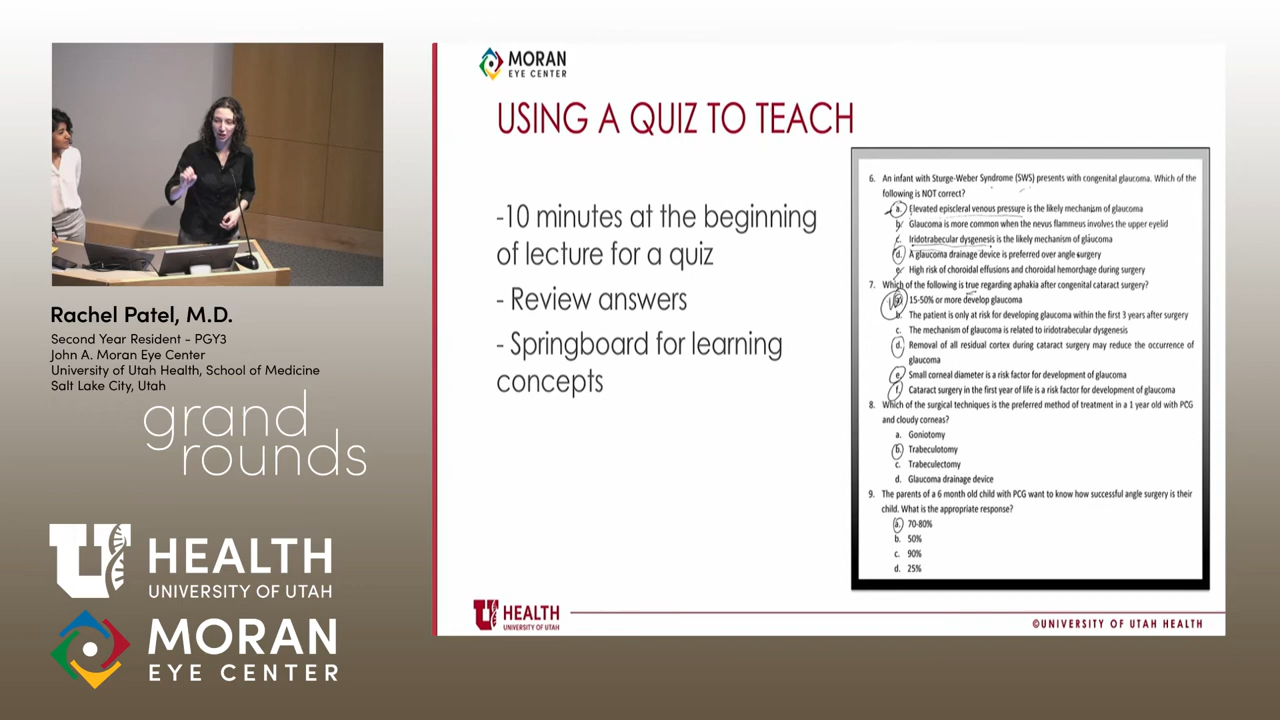 Rachel Patel, M.D.
Second Year Resident - PGY3
John A. Moran Eye Center
University of Utah Health, School of Medicine
Salt Lake City, Utah
grand
rounds
U HEALTH
UNIVERSITY OF UTAH
MORAN
EYE CENTER
MORAN
EYE CENTER
USING A QUIZ TO TEACH
-10 minutes at the beginning
of lecture for a quiz
- Review answers
- Springboard for learning
concepts
6. An infant with Sturge-Weber Syndrome (SWS) presents with congenital glaucoma. Which of the
following is NOT correct?
a. Elevated episcleral venous pressure is the likely mechanism of glaucoma
b. Glaucoma is more common when the nevus flammeus involves the upper eyelid
c. Iridotrabecular dysgenesis is the likely mechanism of glaucoma
d. A glaucoma drainage device is preferred over angle surgery
e. High risk of choroidal effusions and choroidal hemorrhage during surgery
7. Which of the following is true regarding aphakia after congenital cataract surgery?
a. 15-50% or more develop glaucoma
b. The patient is only at risk for developing glaucoma within the first 3 years after surgery
c. The mechanism of glaucoma is related to iridotrabecular dysgenesis
d. Removal of all residual cortex during cataract surgery may reduce the occurrence of
glaucoma
e. Small corneal diameter is a risk factor for development of glaucoma
f. Cataract surgery in the first year of life is a risk factor for development of glaucoma
8. Which of the surgical techniques is the preferred method of treatment in a 1 year old with PCG
and cloudy corneas?
a. Goniotomy
b. Trabeculotomy
c. Trabeculectomy
d. Glaucoma drainage device
9. The parents of a 6 month old child with PCG want to know how successful angle surgery is their
child. What is the appropriate response?
a. 70-80%
b. 50%
c. 90%
d. 25%
U HEALTH
UNIVERSITY OF UTAH
©UNIVERSITY OF UTAH HEALTH